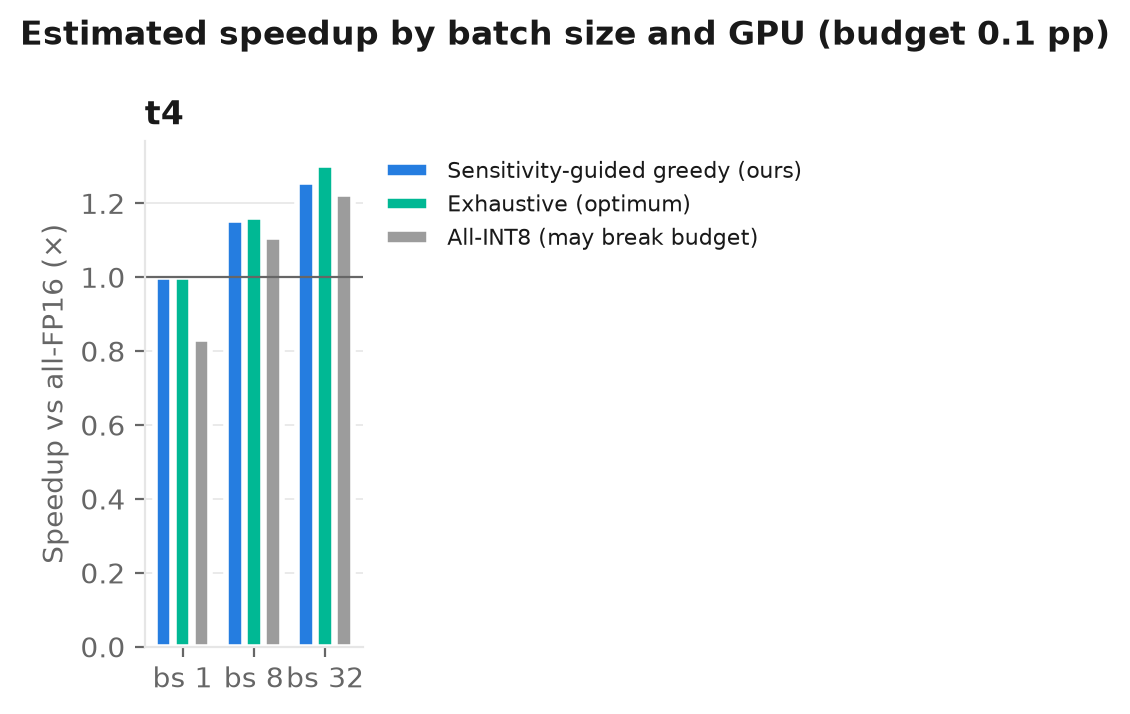 Estimated speedup by batch size and GPU (budget 0.1 pp)
t4
Sensitivity-guided greedy (ours)
Exhaustive (optimum)
All-INT8 (may break budget)
Speedup vs all-FP16 (×)
1.2
1.0
0.8
0.6
0.4
0.2
0.0
bs 1 bs 8 bs 32